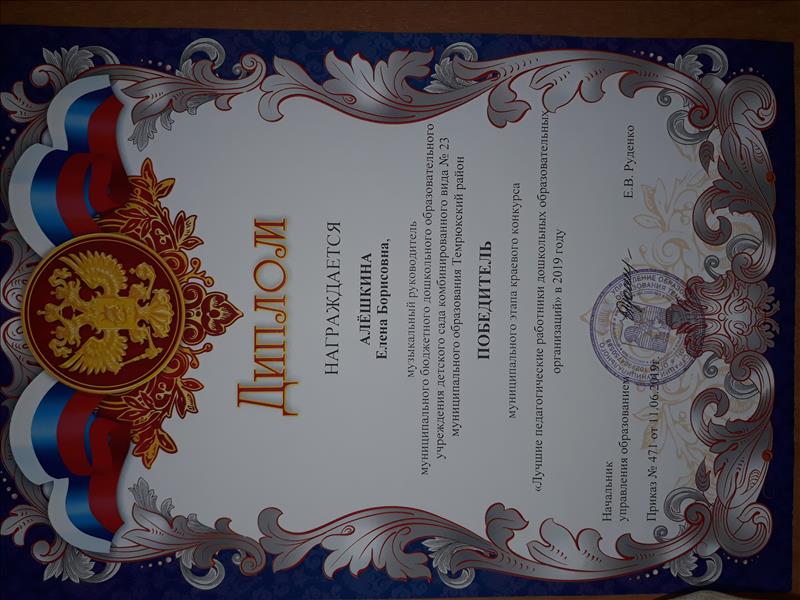 ДИПЛОМ
НАГРАЖДАЕТСЯ
АЛЁШКИНА
Елена Борисовна,
музыкальный руководитель
муниципального бюджетного дошкольного образовательного
учреждения детского сада комбинированного вида № 23
муниципального образования Темрюкский район
ПОБЕДИТЕЛЬ
муниципального этапа краевого конкурса
«Лучшие педагогические работники дошкольных образовательных
организаций» в 2019 году
Начальник
управления образованием
Е.В. Руденко
Приказ № 471 от 11.06.2019г.